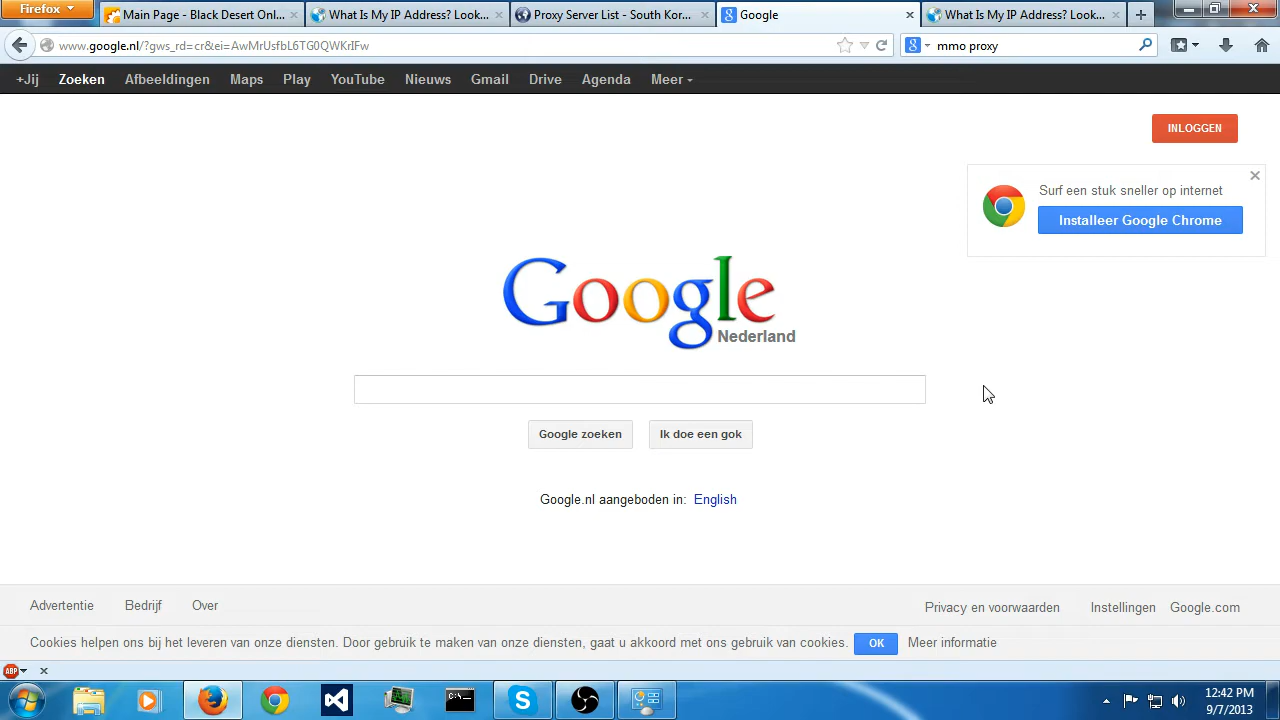 Firefox
Main Page - Black Desert Onl...
What Is My IP Address? Look...
Proxy Server List - South Kor...
Google
What Is My IP Address? Look...
www.google.nl/?gws_rd=cr&ei=AwMrUsfbL6TG0QWKrIFw
mmo proxy
+Jij Zoeken Afbeeldingen Maps Play YouTube Nieuws Gmail Drive Agenda Meer
INLOGGEN
Surf een stuk sneller op internet
Installeer Google Chrome
Google
Nederland
Google zoeken
Ik doe een gok
Google.nl aangeboden in: English
Advertentie Bedrijf Over Privacy en voorwaarden Instellingen Google.com
Cookies helpen ons bij het leveren van onze diensten. Door gebruik te maken van onze diensten, gaat u akkoord met ons gebruik van cookies. OK Meer informatie
ABP
12:42 PM
9/7/2013